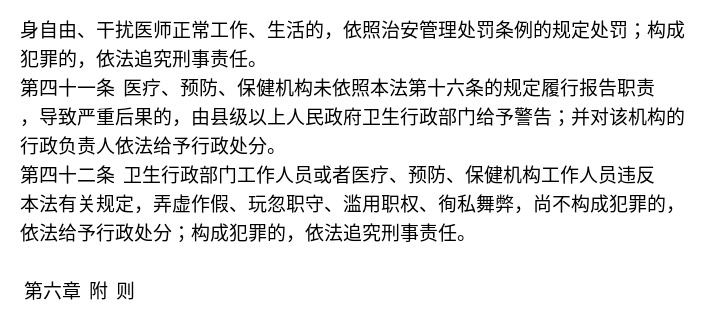 身自由、干扰医师正常工作、生活的，依照治安管理处罚条例的规定处罚；构成
犯罪的，依法追究刑事责任。
第四十一条 医疗、预防、保健机构未依照本法第十六条的规定履行报告职责
，导致严重后果的，由县级以上人民政府卫生行政部门给予警告；并对该机构的
行政负责人依法给予行政处分。
第四十二条 卫生行政部门工作人员或者医疗、预防、保健机构工作人员违反
本法有关规定，弄虚作假、玩忽职守、滥用职权、徇私舞弊，尚不构成犯罪的，
依法给予行政处分；构成犯罪的，依法追究刑事责任。
第六章 附 则